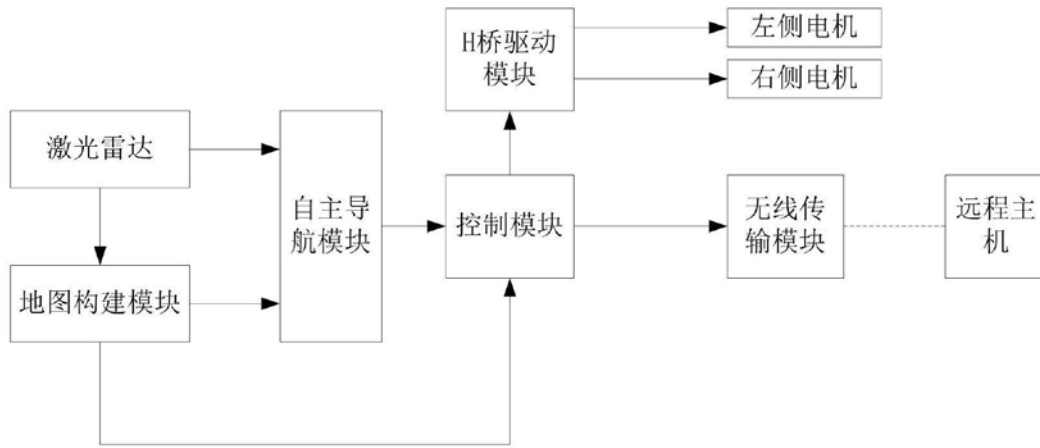 H桥驱动
模块
左侧电机
右侧电机
激光雷达
自主导
航模块
控制模块
无线传
输模块
远程主
机
地图构建模块